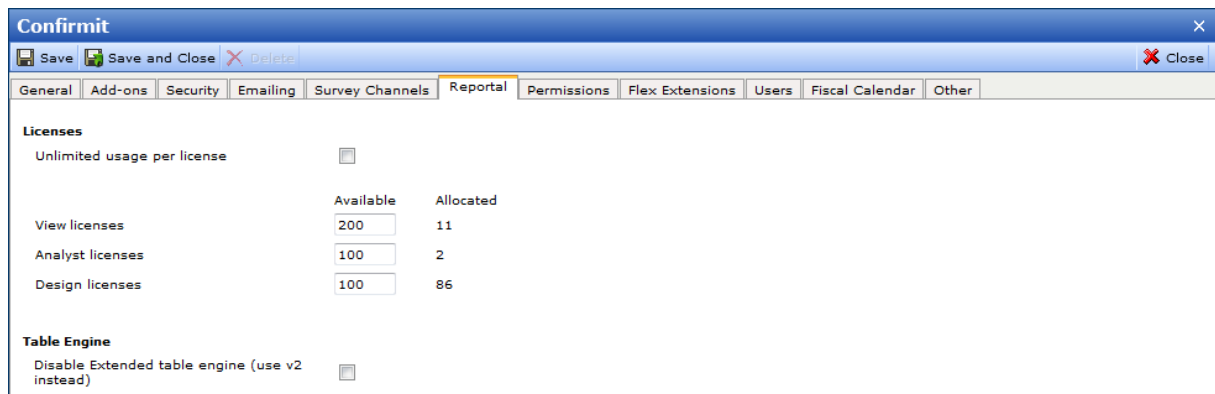 Confirmit
Save Save and Close Delete Close
General Add-ons Security Emailing Survey Channels Reportal Permissions Flex Extensions Users Fiscal Calendar Other
Licenses
Unlimited usage per license
Available Allocated
View licenses 200 11
Analyst licenses 100 2
Design licenses 100 86
Table Engine
Disable Extended table engine (use v2
instead)